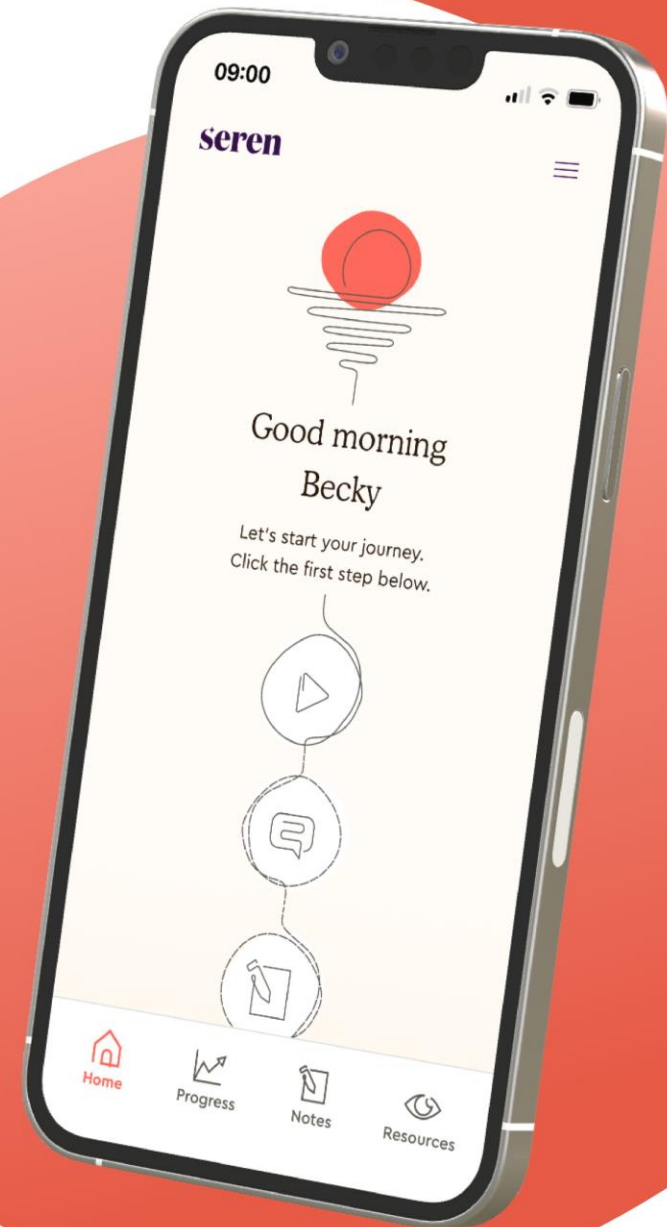 09:00
seren
Good morning
Becky
Let's start your journey.
Click the first step below.
Home
Progress
Notes
Resources